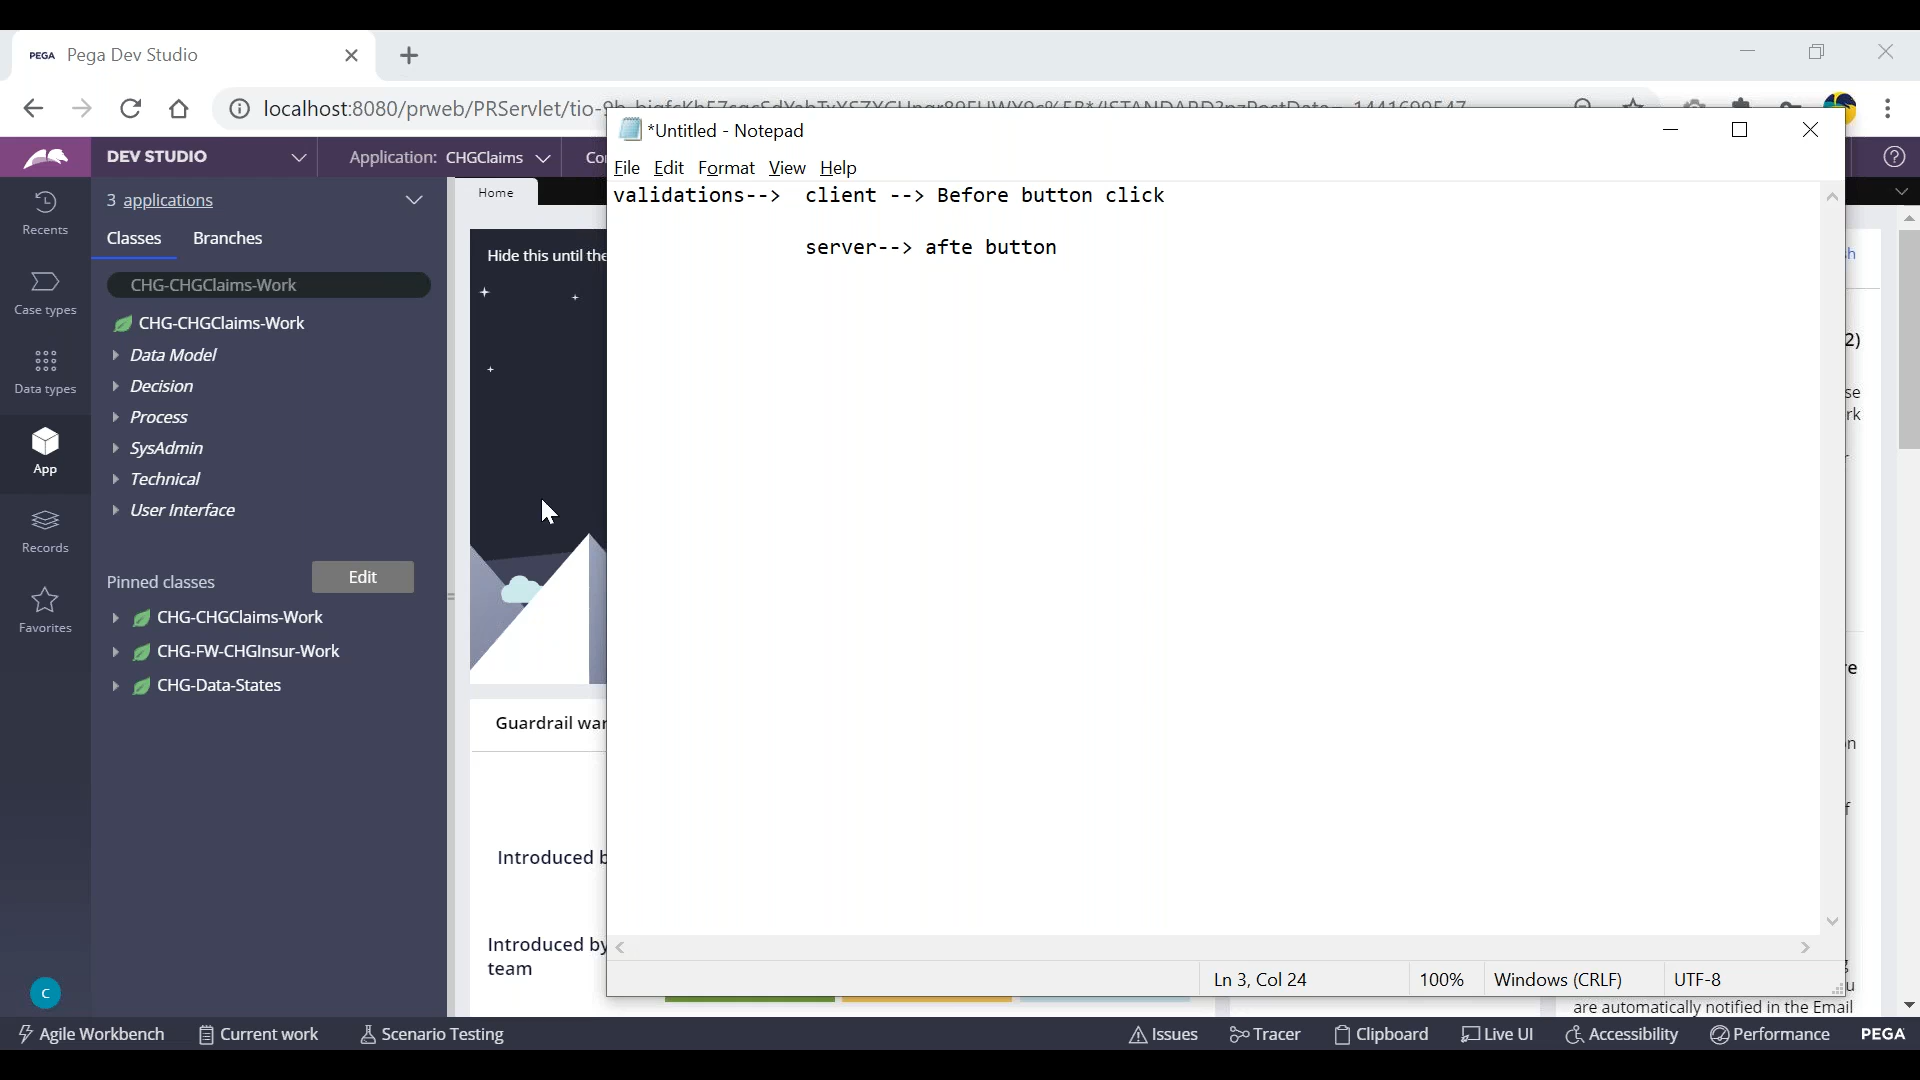 PEGA Pega Dev Studio
localhost:8080/prweb/PRServlet/
*Untitled - Notepad
File Edit Format View Help
validations--> client --> Before button click
server--> afte button
Ln 3, Col 24 100% Windows (CRLF) UTF-8
DEV STUDIO Application: CHGClaims
Recents
Case types
Data types
App
Records
Favorites
C
3 applications
Classes Branches
CHG-CHGClaims-Work
CHG-CHGClaims-Work
Data Model
Decision
Process
SysAdmin
Technical
User Interface
Pinned classes Edit
CHG-CHGClaims-Work
CHG-FW-CHGInsur-Work
CHG-Data-States
Home
Hide this until the
Guardrail
Introduced
Introduced by
team
are automatically notified in the Email
Agile Workbench Current work Scenario Testing Issues Tracer Clipboard Live UI Accessibility Performance PEGA